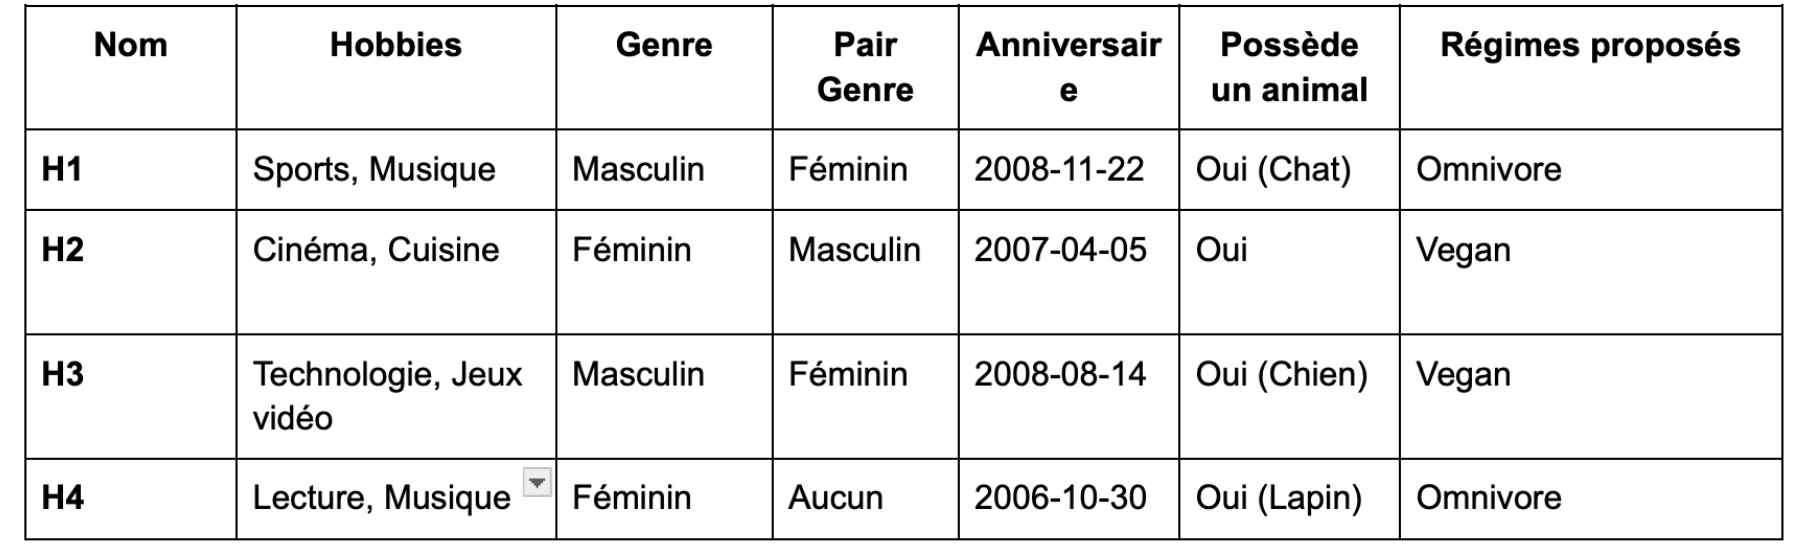 Nom Hobbies Genre Pair Genre Anniversaire Possède un animal Régimes proposés
H1 Sports, Musique Masculin Féminin 2008-11-22 Oui (Chat) Omnivore
H2 Cinéma, Cuisine Féminin Masculin 2007-04-05 Oui Vegan
H3 Technologie, Jeux vidéo Masculin Féminin 2008-08-14 Oui (Chien) Vegan
H4 Lecture, Musique Féminin Aucun 2006-10-30 Oui (Lapin) Omnivore